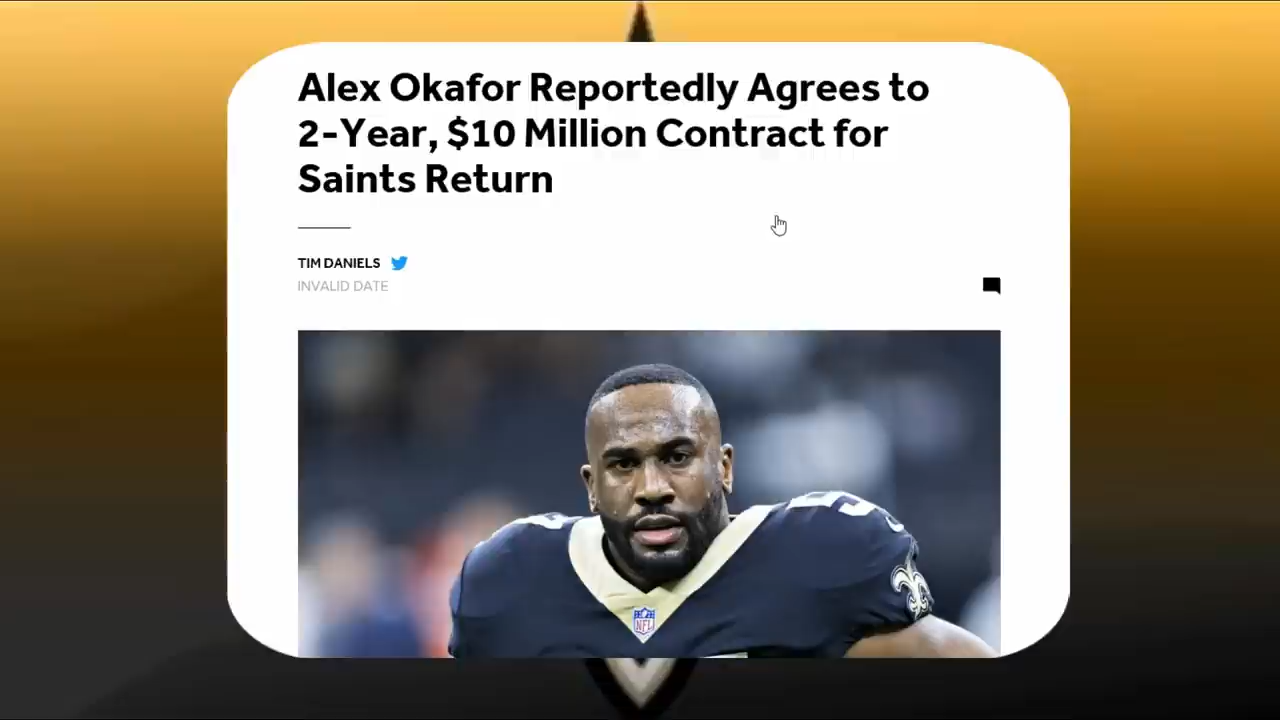 Alex Okafor Reportedly Agrees to
2-Year, $10 Million Contract for
Saints Return
TIM DANIELS
INVALID DATE
NFL